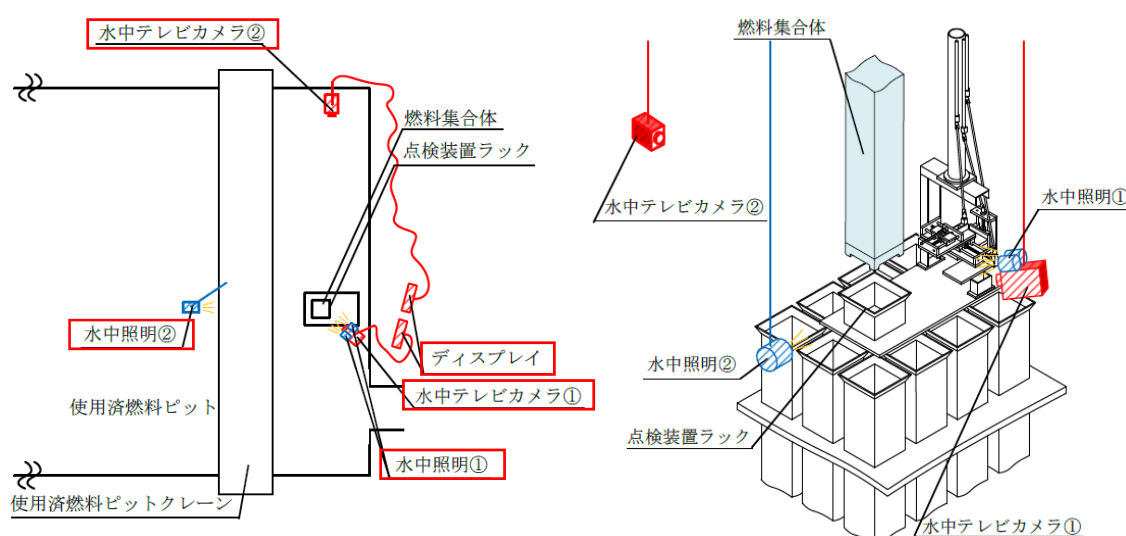 水中テレビカメラ②
燃料集合体
点検装置ラック
水中照明②
ディスプレイ
使用済燃料ピット
水中テレビカメラ①
水中照明①
使用済燃料ピットクレーン
燃料集合体
水中照明①
水中テレビカメラ②
水中照明②
点検装置ラック
水中テレビカメラ①